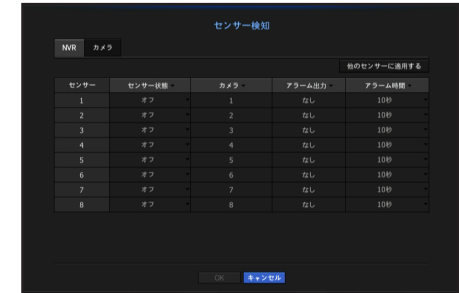 センサー検知
NVR カメラ
他のセンサーに適用する
センサー センサー状態 カメラ アラーム出力 アラーム時間
1 オフ 1 なし 10秒
2 オフ 2 なし 10秒
3 オフ 3 なし 10秒
4 オフ 4 なし 10秒
5 オフ 5 なし 10秒
6 オフ 6 なし 10秒
7 オフ 7 なし 10秒
8 オフ 8 なし 10秒
OK キャンセル